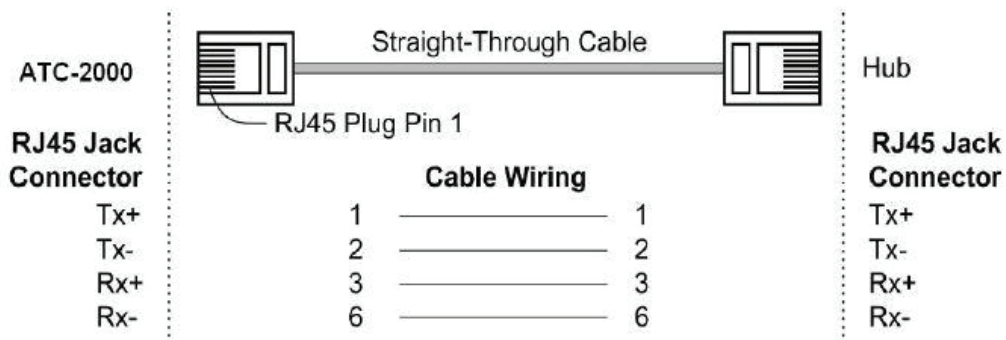 Straight-Through Cable
ATC-2000
Hub
RJ45 Plug Pin 1
RJ45 Jack
Connector
Cable Wiring
RJ45 Jack
Connector
Tx+ 1 1 Tx+
Tx- 2 2 Tx-
Rx+ 3 3 Rx+
Rx- 6 6 Rx-